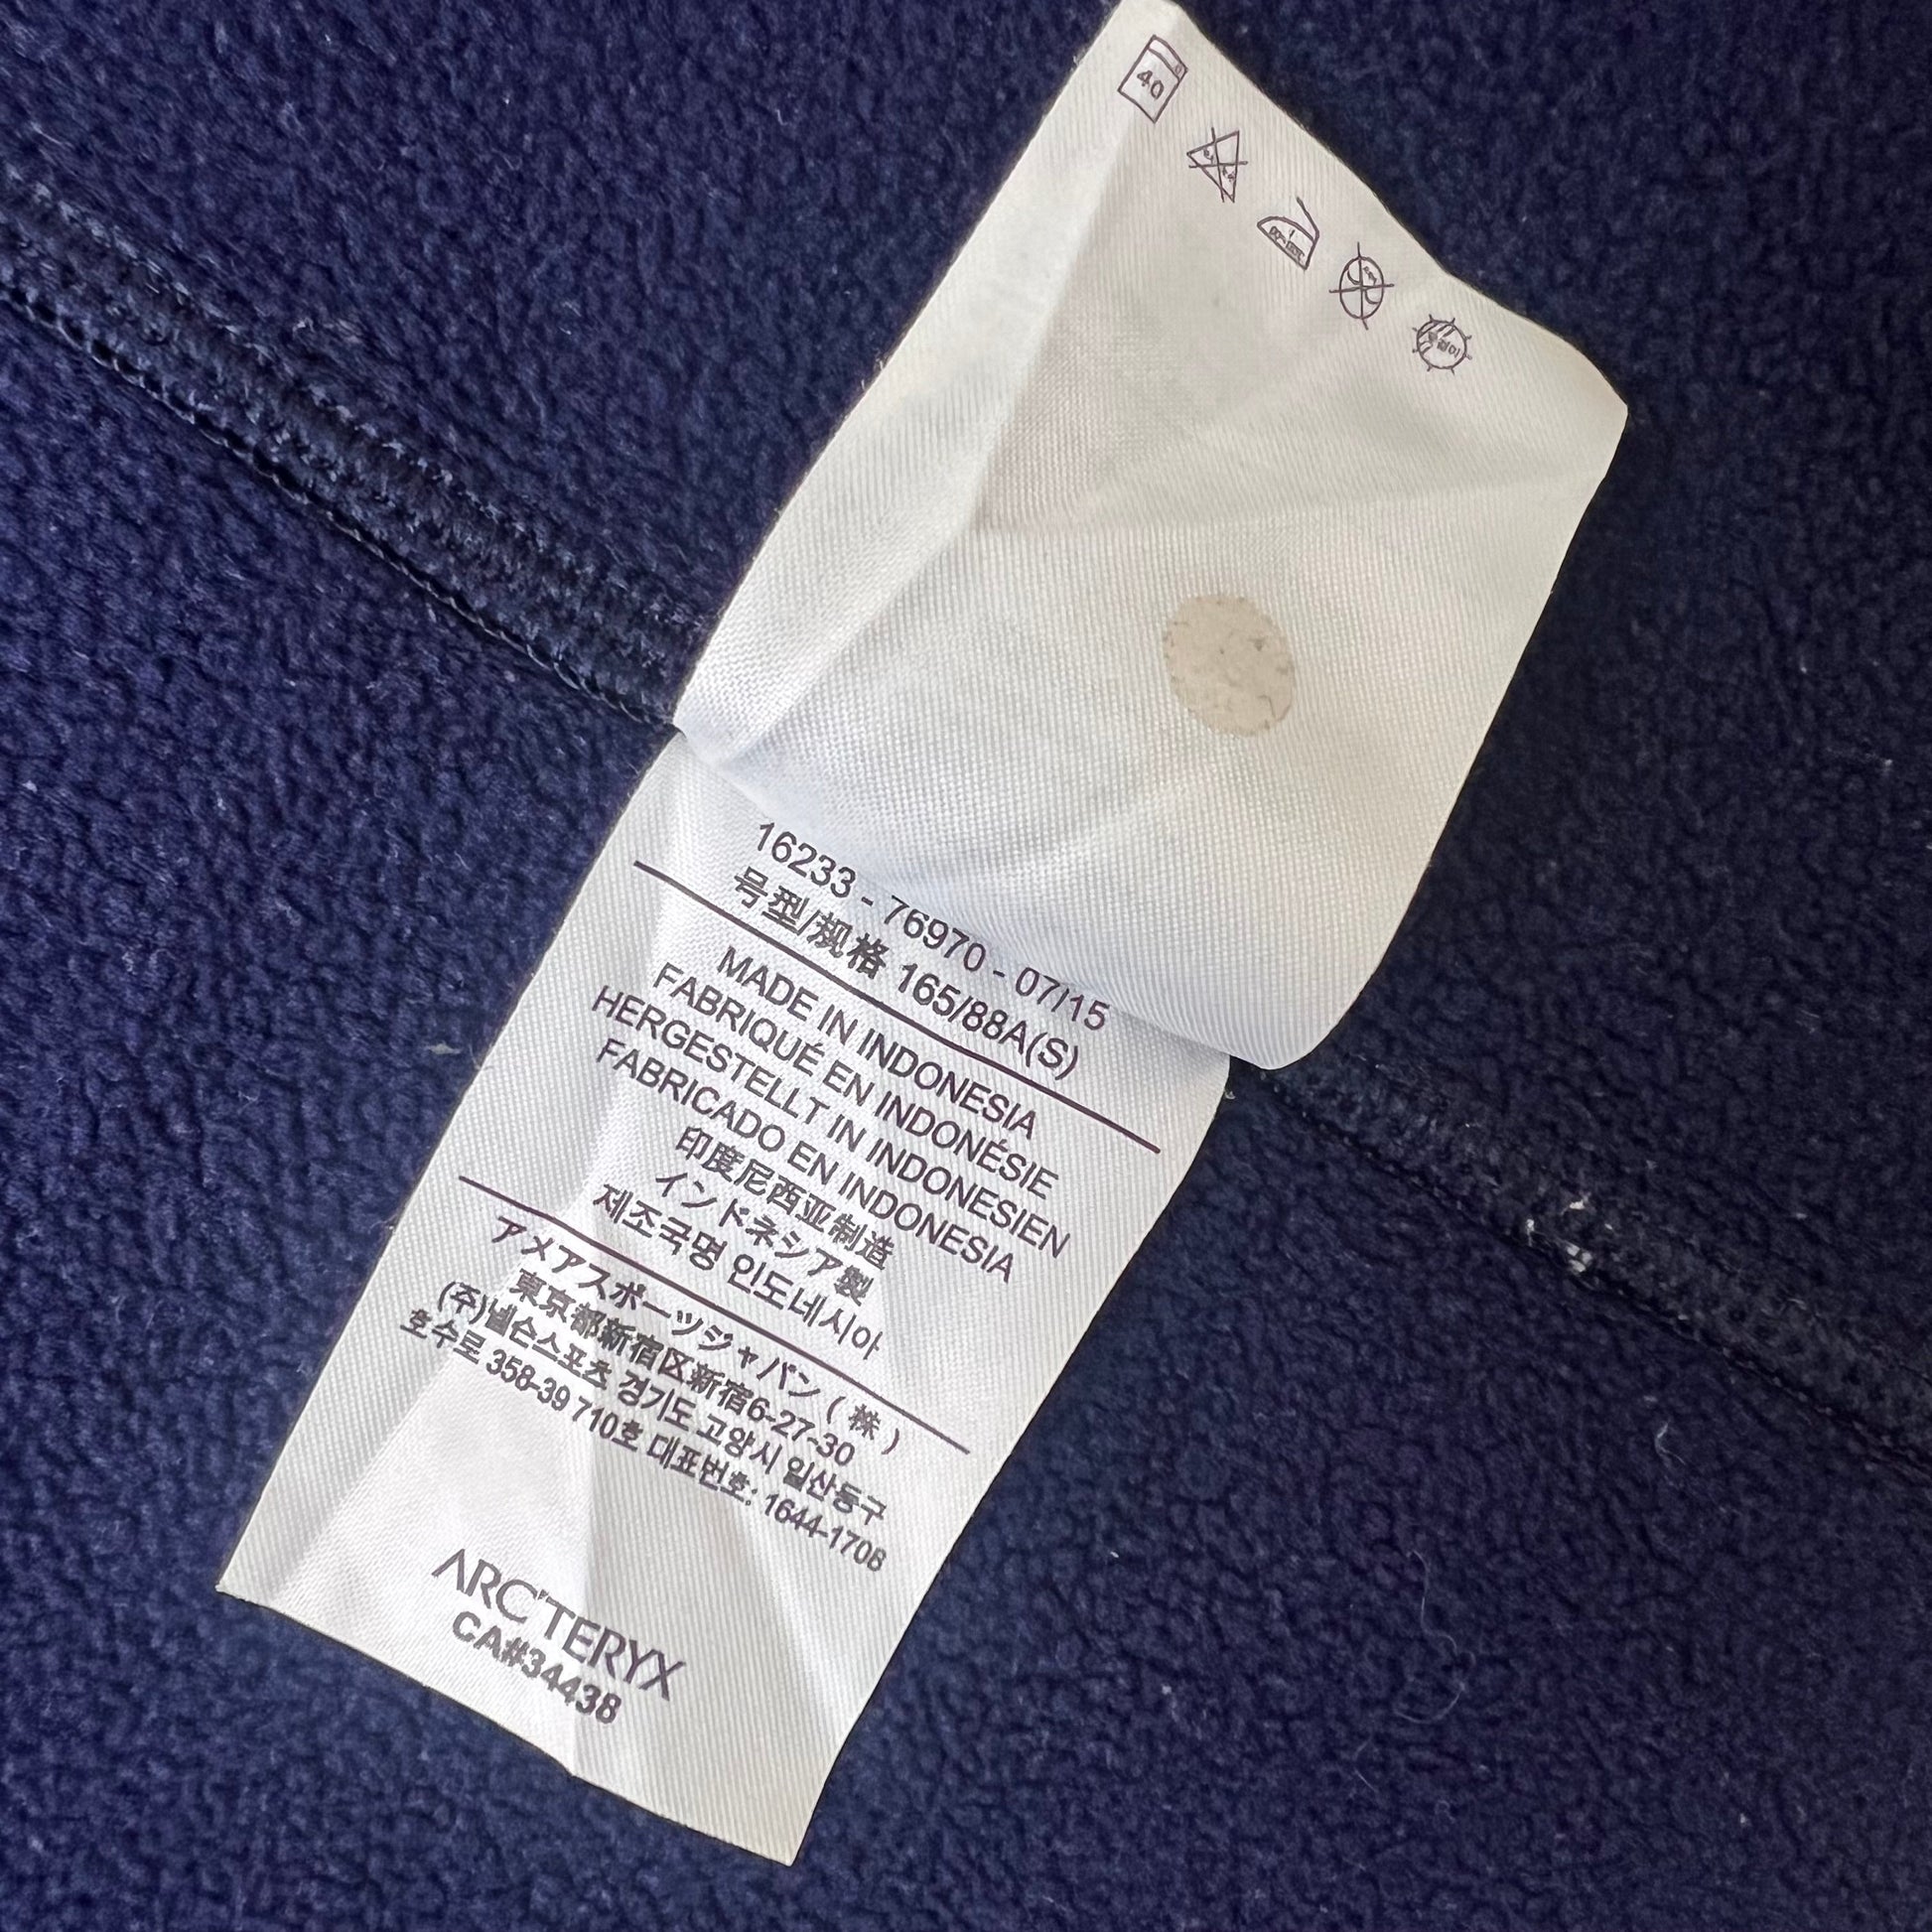 40
16233 - 76970 - 07/15
号型/规格 165/88A(S)
MADE IN INDONESIA
FABRIQUÉ EN INDONÉSIE
HERGESTELLT IN INDONESIEN
FABRICADO EN INDONESIA
印度尼西亚制造
インドネシア製
제조국명 인도네시아
アメアスポーツジャパン ( 株 )
東京都新宿区新宿6-27-30
(주)넬슨스포츠 경기도 고양시 일산동구
호수로 358-39 710호 대표번호: 1644-1708
ARC'TERYX
CA#34438